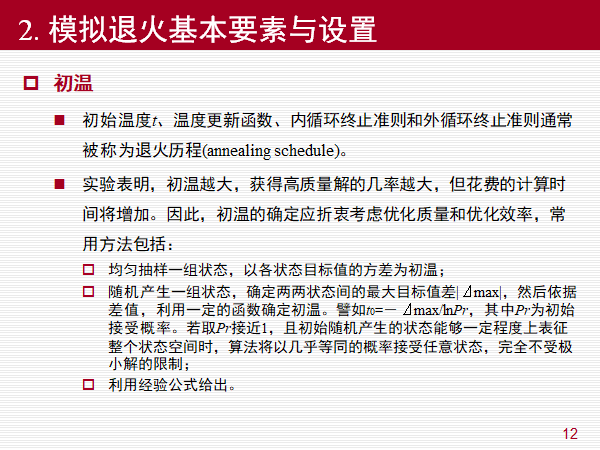 2. 模拟退火基本要素与设置
初温
初始温度t、温度更新函数、内循环终止准则和外循环终止准则通常
被称为退火历程(annealing schedule)。
实验表明，初温越大，获得高质量解的几率越大，但花费的计算时
间将增加。因此，初温的确定应折衷考虑优化质量和优化效率，常
用方法包括：
均匀抽样一组状态，以各状态目标值的方差为初温；
随机产生一组状态，确定两两状态间的最大目标值差|Δmax|，然后依据
差值，利用一定的函数确定初温。譬如t0=－Δmax/lnPr，其中Pr为初始
接受概率。若取Pr接近1，且初始随机产生的状态能够一定程度上表征
整个状态空间时，算法将以几乎等同的概率接受任意状态，完全不受极
小解的限制；
利用经验公式给出。
12